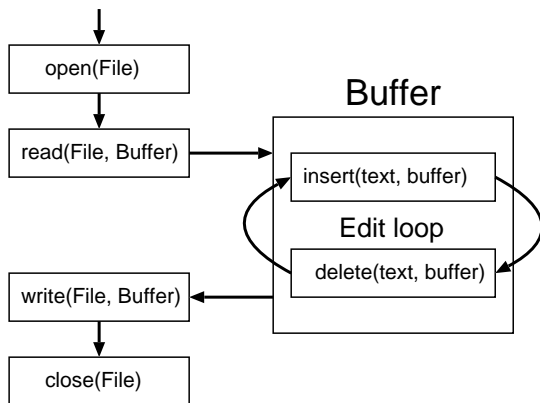 open(File)
read(File, Buffer)
Buffer
insert(text, buffer)
Edit loop
delete(text, buffer)
write(File, Buffer)
close(File)